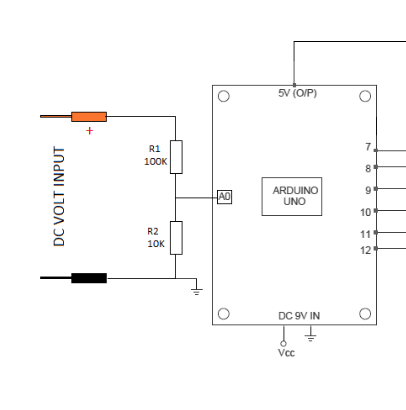 5V (O/P)
+
R1
100K
DC VOLT INPUT
A0
ARDUINO
UNO
7
8
9
10
11
12
R2
10K
DC 9V IN
Vcc